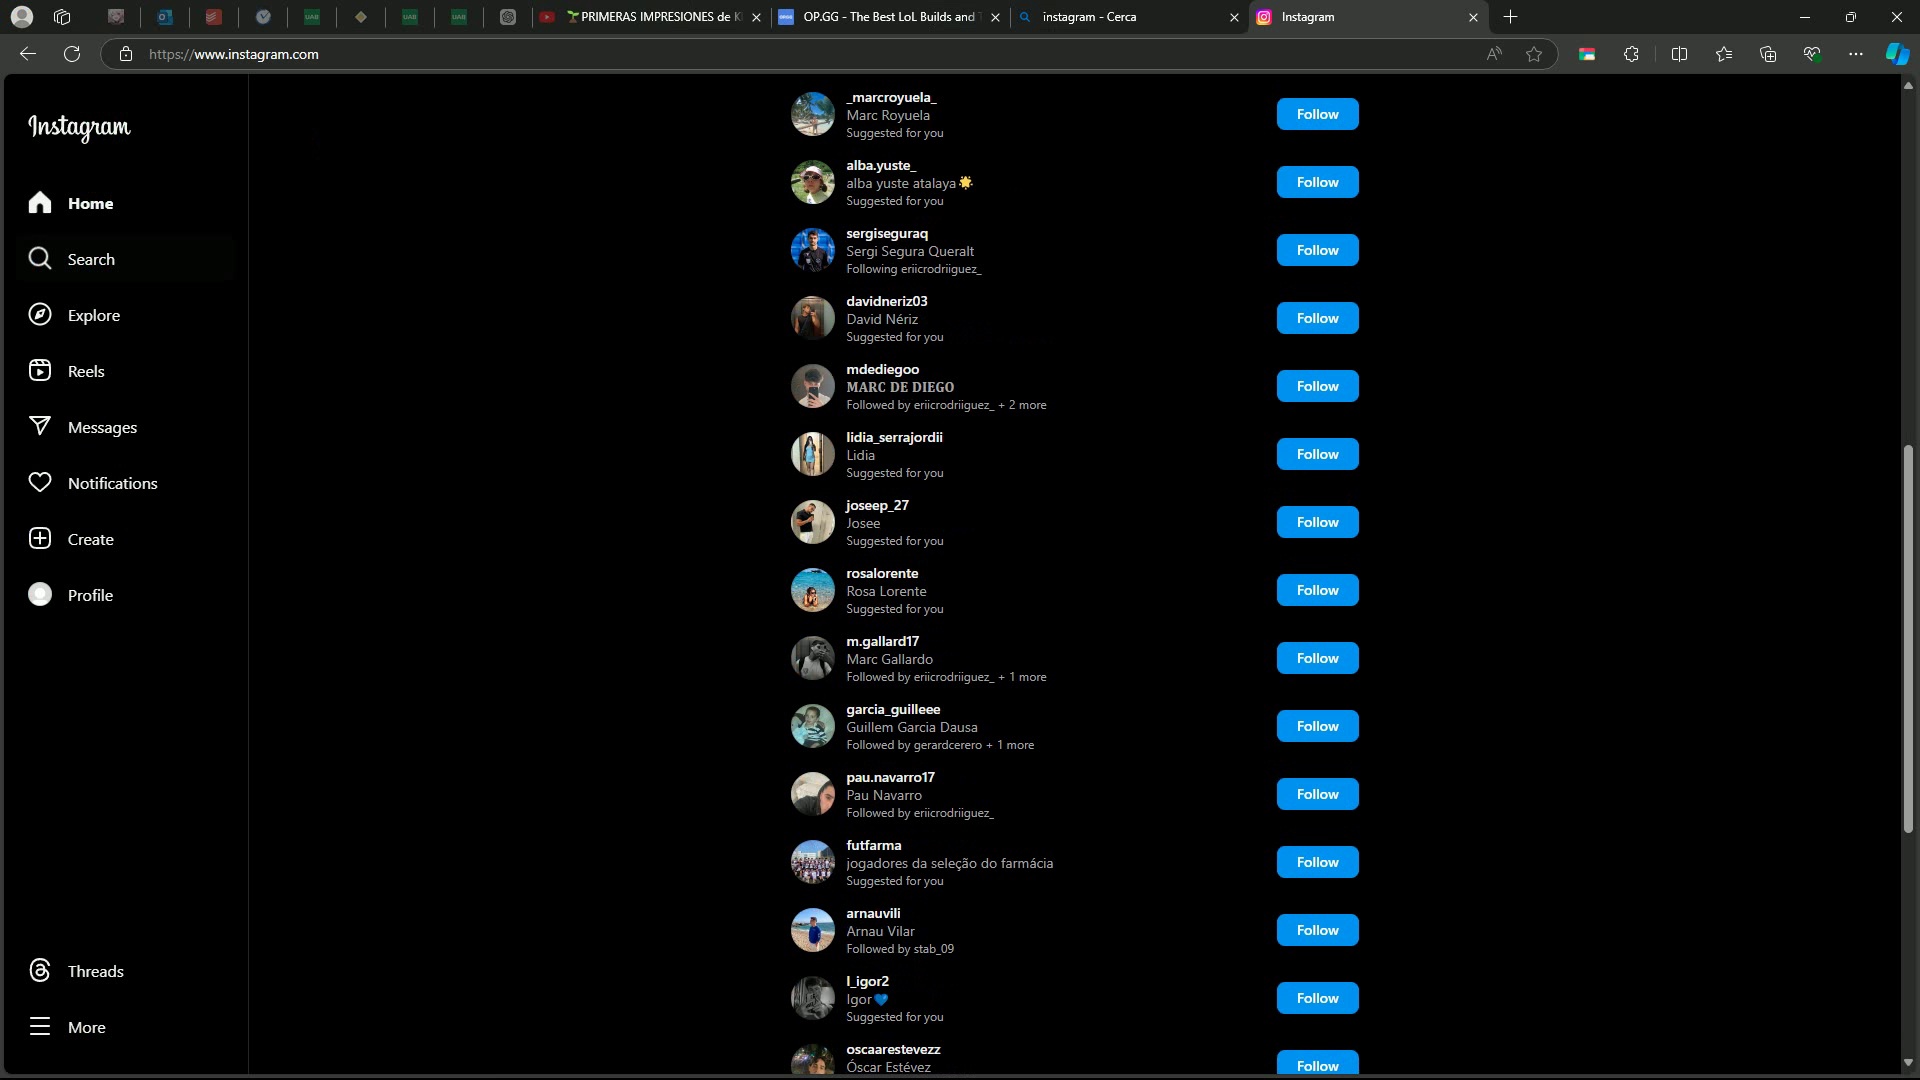 PRIMERAS IMPRESIONES de K
OP.GG - The Best LoL Builds and T
instagram - Cerca
Instagram
https://www.instagram.com
Instagram
Home
Search
Explore
Reels
Messages
Notifications
Create
Profile
Threads
More
_marcroyuela_
Marc Royuela
Suggested for you
Follow
alba.yuste_
alba yuste atalaya🌟
Suggested for you
Follow
sergiseguraq
Sergi Segura Queralt
Following eriicrodriiguez_
Follow
davidneriz03
David Nériz
Suggested for you
Follow
mdediegoo
MARC DE DIEGO
Followed by eriicrodriiguez_ + 2 more
Follow
lidia_serrajordii
Lidia
Suggested for you
Follow
joseep_27
Josee
Suggested for you
Follow
rosalorente
Rosa Lorente
Suggested for you
Follow
m.gallard17
Marc Gallardo
Followed by eriicrodriiguez_ + 1 more
Follow
garcia_guilleee
Guillem Garcia Dausa
Followed by gerardcerero + 1 more
Follow
pau.navarro17
Pau Navarro
Followed by eriicrodriiguez_
Follow
futfarma
jogadores da seleção do farmácia
Suggested for you
Follow
arnauvili
Arnau Vilar
Followed by stab_09
Follow
l_igor2
Igor💙
Suggested for you
Follow
oscaarestevezz
Óscar Estévez
Follow